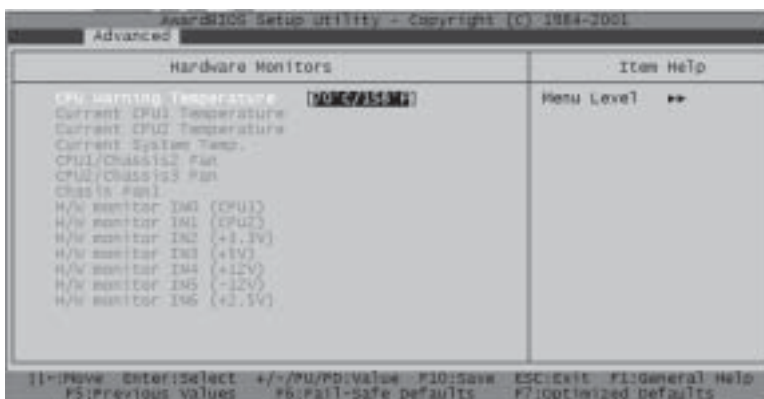 AwardBIOS Setup Utility - Copyright (C) 1984-2001
Advanced
Hardware Monitors
Item Help
CPU Warning Temperature [70°C/158°F]
Menu Level ▸▸
Current CPU1 Temperature
Current CPU2 Temperature
Current System Temp.
CPU1/Chassis2 Fan
CPU2/Chassis3 Fan
Chasis Fan1
H/W monitor IN0 (CPU1)
H/W monitor IN1 (CPU2)
H/W monitor IN2 (+3.3V)
H/W monitor IN3 (+5V)
H/W monitor IN4 (+12V)
H/W monitor IN5 (-12V)
H/W monitor IN6 (+2.5V)
:Move Enter:Select +/-/PU/PD:Value F10:Save ESC:Exit F1:General Help
F5:Previous Values F6:Fail-Safe Defaults F7:Optimized Defaults